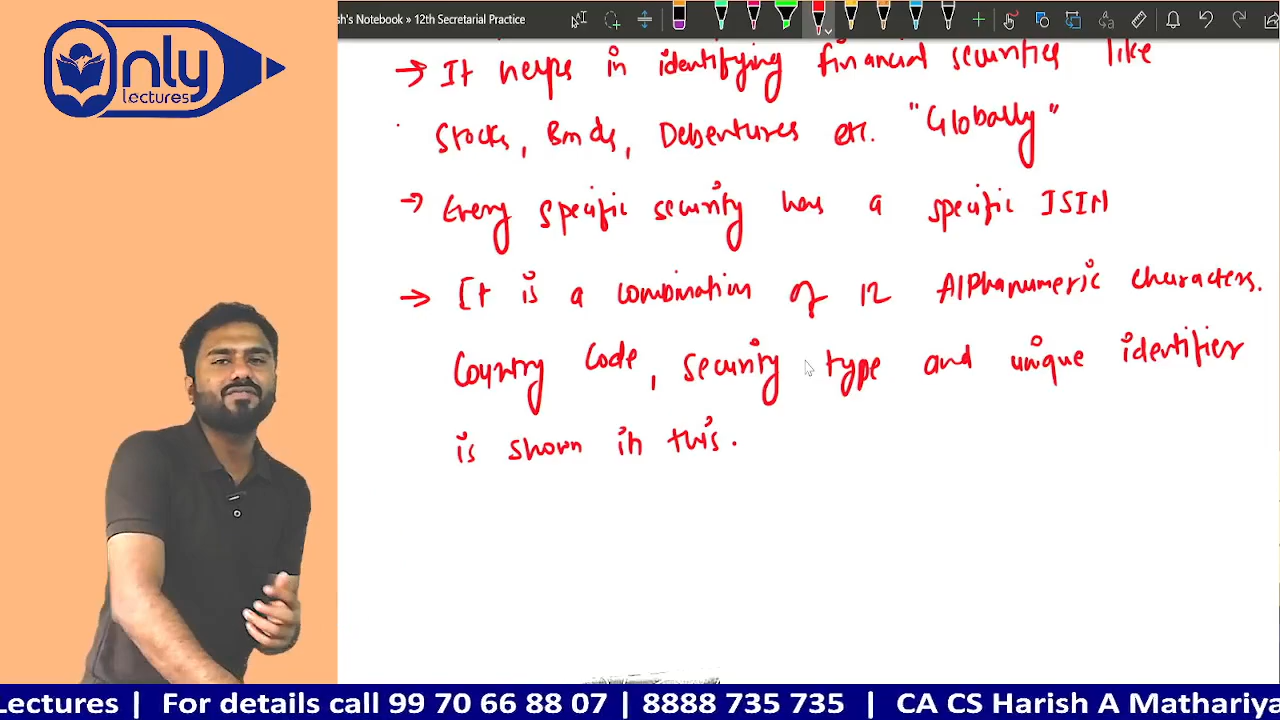 Only
lectures
ish's Notebook » 12th Secretarial Practice
→ It helps in identifying financial securities like
Stocks, Bonds, Debentures etc. "Globally"
→ Every specific security has a specific ISIN
→ It is a combination of 12 Alphanumeric characters.
Country Code, security type and unique identifier
is shown in this.
Lectures | For details call 99 70 66 88 07 | 8888 735 735 | CA CS Harish A Mathariya